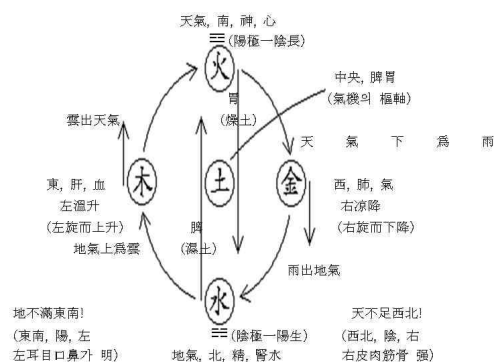 天氣, 南, 神, 心
☲ (陽極一陰長)
火
胃
(燥土)
中央, 脾胃
(氣機의 樞軸)
雲出天氣
天 氣 下 爲 雨
木
土
金
東, 肝, 血
左溫升
(左旋而上升)
地氣上爲雲
西, 肺, 氣
右凉降
(右旋而下降)
脾
(濕土)
雨出地氣
水
☵ (陰極一陽生)
地氣, 北, 精, 腎水
地不滿東南!
(東南, 陽, 左
左耳目口鼻가 明)
天不足西北!
(西北, 陰, 右
右皮肉筋骨 强)